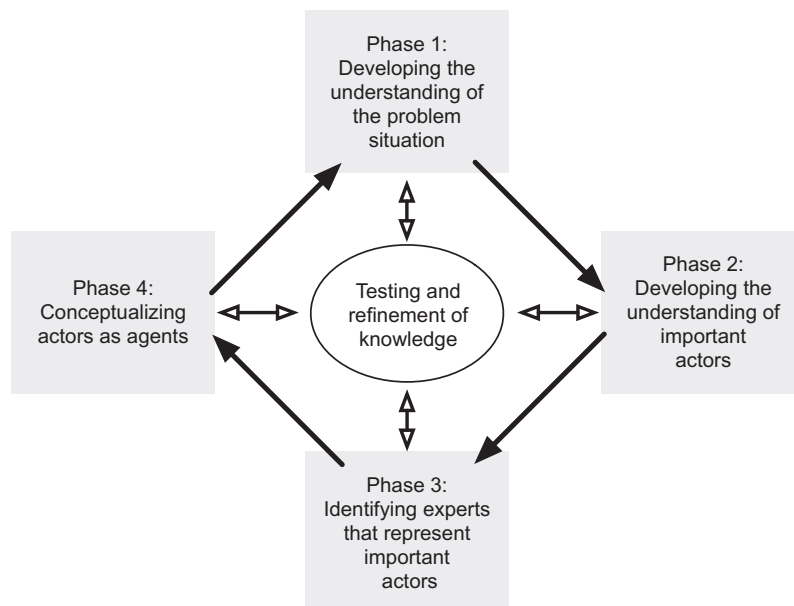 Phase 1:
Developing the
understanding of
the problem
situation
Phase 4:
Conceptualizing
actors as agents
Testing and
refinement of
knowledge
Phase 2:
Developing the
understanding of
important
actors
Phase 3:
Identifying experts
that represent
important
actors